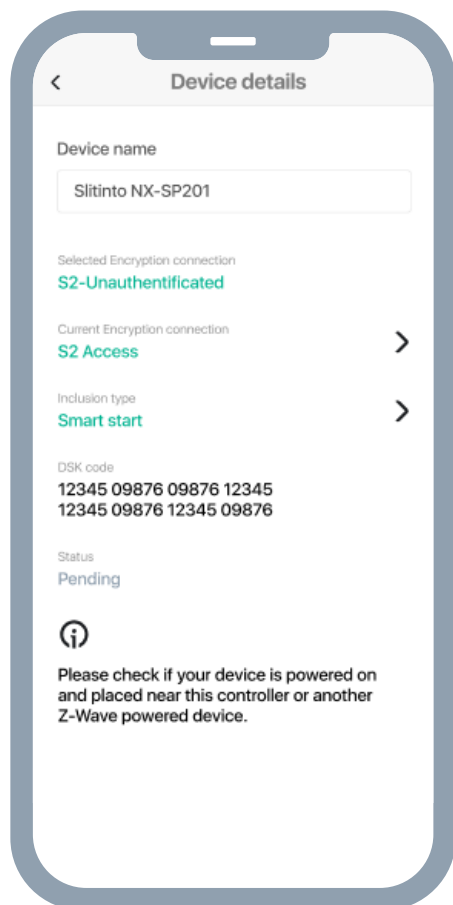 Device details
Device name
Slitinto NX-SP201
Selected Encryption connection
S2-Unauthentificated
Current Encryption connection
S2 Access
Inclusion type
Smart start
DSK code
12345 09876 09876 12345
12345 09876 12345 09876
Status
Pending
Please check if your device is powered on
and placed near this controller or another
Z-Wave powered device.